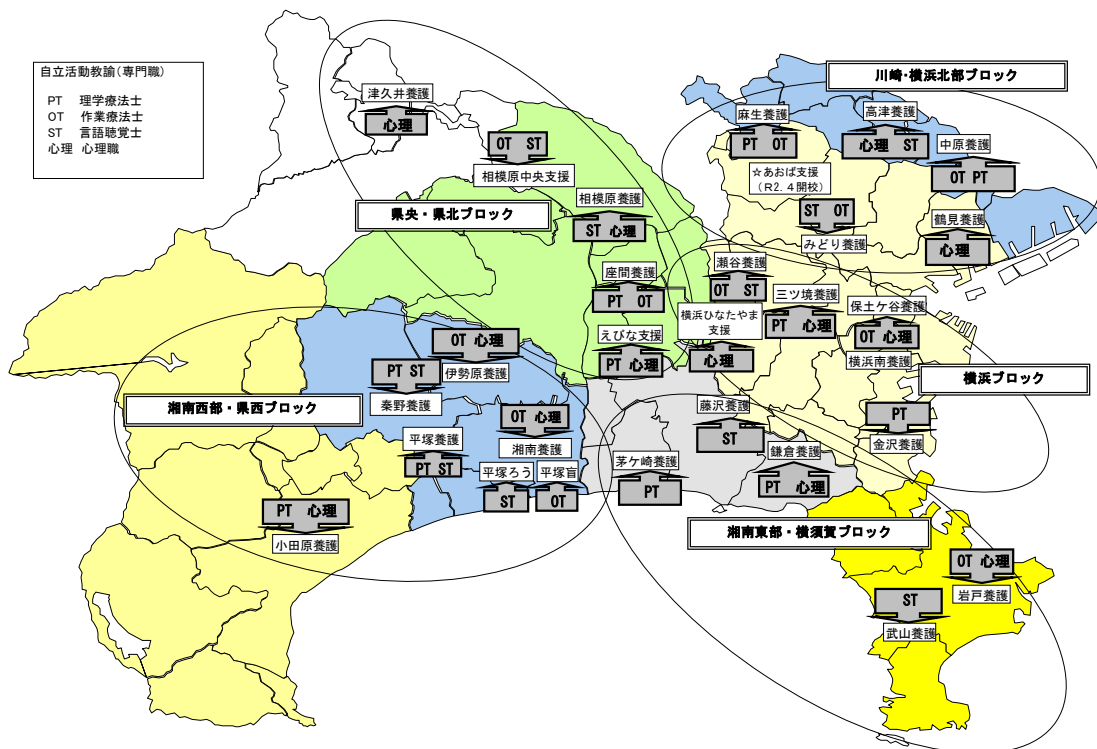 自立活動教諭(専門職)
PT 理学療法士
OT 作業療法士
ST 言語聴覚士
心理 心理職
川崎・横浜北部ブロック
津久井養護
心理
OT ST
相模原中央支援
県央・県北ブロック
相模原養護
ST 心理
座間養護
PT OT
えびな支援
PT 心理
麻生養護
PT OT
高津養護
心理 ST
中原養護
OT PT
☆あおば支援
(R2.4開校)
ST OT
みどり養護
鶴見養護
心理
瀬谷養護
OT ST
横浜ひなたやま
支援
心理
三ツ境養護
PT 心理
保土ケ谷養護
OT 心理
横浜南養護
横浜ブロック
PT
金沢養護
OT 心理
伊勢原養護
PT ST
秦野養護
湘南西部・県西ブロック
OT 心理
湘南養護
平塚養護
PT ST
平塚ろう
ST
平塚盲
OT
PT 心理
小田原養護
藤沢養護
ST
茅ケ崎養護
PT
鎌倉養護
PT 心理
湘南東部・横須賀ブロック
OT 心理
岩戸養護
ST
武山養護